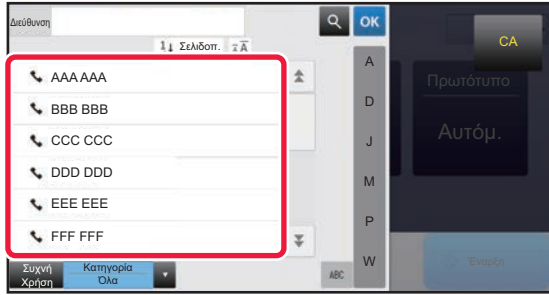 Διεύθυνση
OK
CA
Σελιδοπ.
AAA AAA
BBB BBB
CCC CCC
DDD DDD
EEE EEE
FFF FFF
A
D
J
M
P
W
Πρωτότυπο
Αυτόμ.
Συχνή
Χρήση
Κατηγορία
Όλα
ABC
Έναρξη